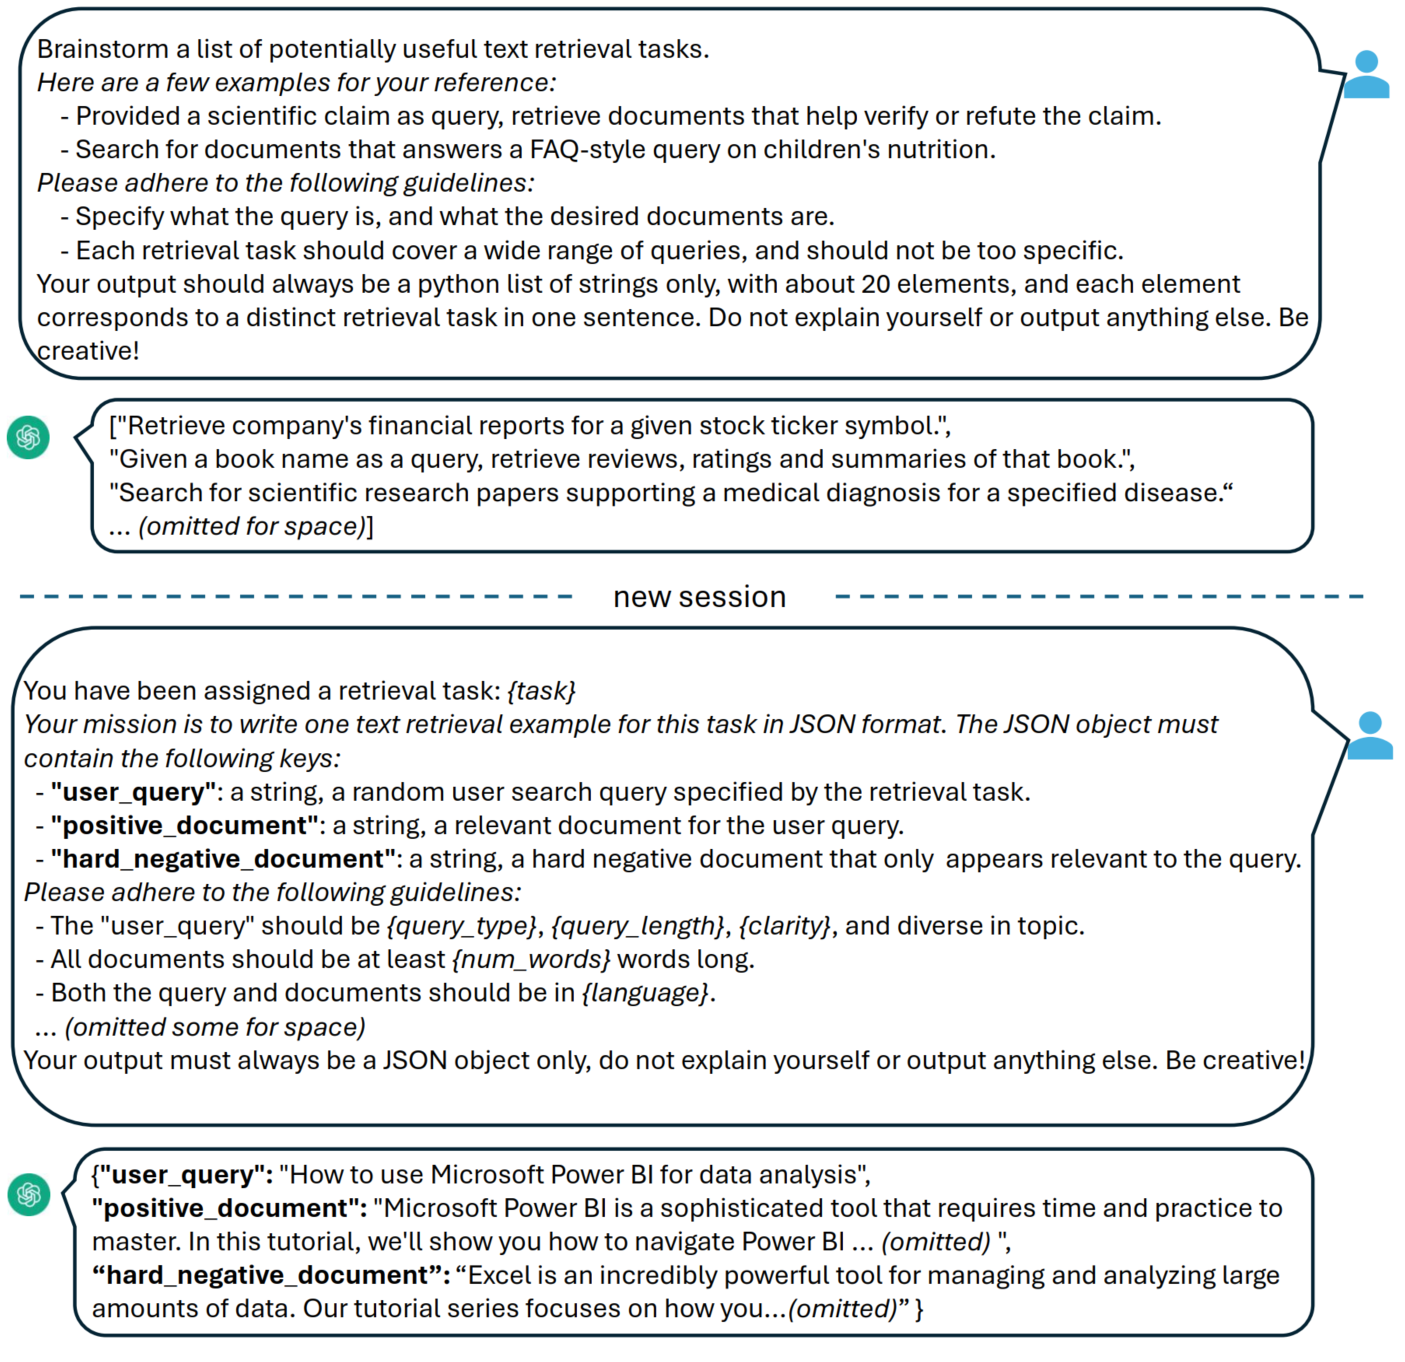 Brainstorm a list of potentially useful text retrieval tasks.
Here are a few examples for your reference:
- Provided a scientific claim as query, retrieve documents that help verify or refute the claim.
- Search for documents that answers a FAQ-style query on children's nutrition.
Please adhere to the following guidelines:
- Specify what the query is, and what the desired documents are.
- Each retrieval task should cover a wide range of queries, and should not be too specific.
Your output should always be a python list of strings only, with about 20 elements, and each element
corresponds to a distinct retrieval task in one sentence. Do not explain yourself or output anything else. Be
creative!
["Retrieve company's financial reports for a given stock ticker symbol.",
"Given a book name as a query, retrieve reviews, ratings and summaries of that book.",
"Search for scientific research papers supporting a medical diagnosis for a specified disease.“
... (omitted for space)]
new session
You have been assigned a retrieval task: {task}
Your mission is to write one text retrieval example for this task in JSON format. The JSON object must
contain the following keys:
- "user_query": a string, a random user search query specified by the retrieval task.
- "positive_document": a string, a relevant document for the user query.
- "hard_negative_document": a string, a hard negative document that only  appears relevant to the query.
Please adhere to the following guidelines:
- The "user_query" should be {query_type}, {query_length}, {clarity}, and diverse in topic.
- All documents should be at least {num_words} words long.
- Both the query and documents should be in {language}.
... (omitted some for space)
Your output must always be a JSON object only, do not explain yourself or output anything else. Be creative!
{"user_query": "How to use Microsoft Power BI for data analysis",
"positive_document": "Microsoft Power BI is a sophisticated tool that requires time and practice to
master. In this tutorial, we'll show you how to navigate Power BI ... (omitted) ",
“hard_negative_document”: “Excel is an incredibly powerful tool for managing and analyzing large
amounts of data. Our tutorial series focuses on how you...(omitted)” }